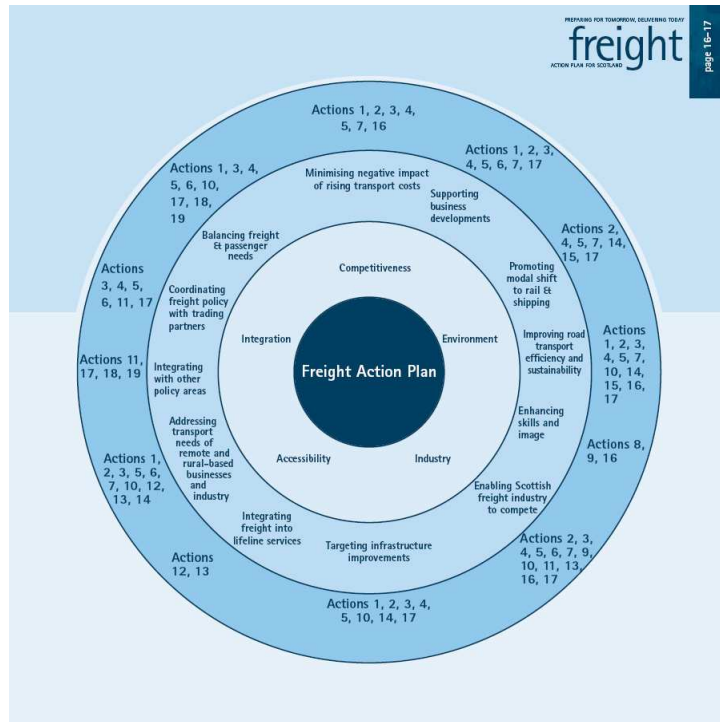 PREPARING FOR TOMORROW, DELIVERING TODAY
freight
ACTION PLAN FOR SCOTLAND
page 16–17
Actions 1, 2, 3, 4,
5, 7, 16
Actions 1, 2, 3,
4, 5, 6, 7, 17
Actions 2,
4, 5, 7, 14,
15, 17
Actions
1, 2, 3,
4, 5, 7,
10, 14,
15, 16,
17
Actions 8,
9, 16
Actions 2, 3,
4, 5, 6, 7, 9,
10, 11, 13,
16, 17
Actions 1, 2, 3, 4,
5, 10, 14, 17
Actions
12, 13
Actions 1,
2, 3, 5, 6,
7, 10, 12,
13, 14
Actions 11,
17, 18, 19
Actions
3, 4, 5,
6, 11, 17
Actions 1, 3, 4,
5, 6, 10,
17, 18,
19
Minimising negative impact
of rising transport costs
Supporting
business
developments
Promoting
modal shift
to rail &
shipping
Improving road
transport
efficiency and
sustainability
Enhancing
skills and
image
Enabling Scottish
freight industry
to compete
Targeting infrastructure
improvements
Integrating
freight into
lifeline services
Addressing
transport
needs of
remote and
rural-based
businesses
and
industry
Integrating
with other
policy areas
Coordinating
freight policy
with trading
partners
Balancing freight
& passenger
needs
Competitiveness
Environment
Industry
Accessibility
Integration
Freight Action Plan